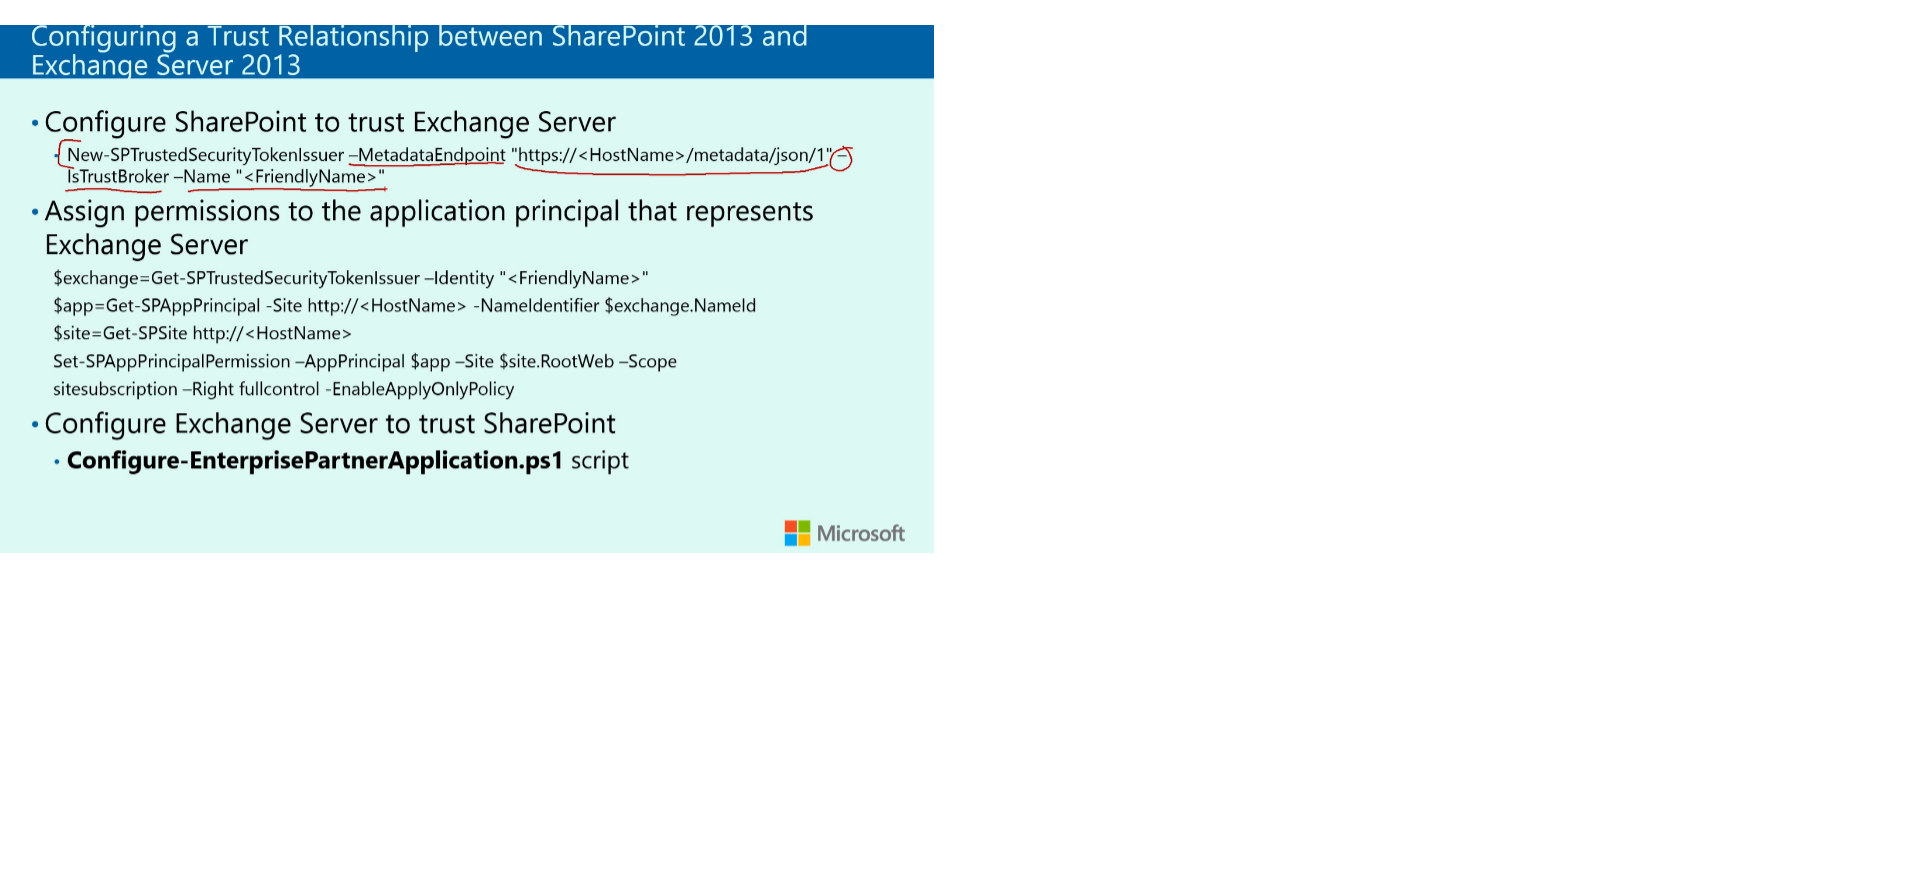 Configuring a Trust Relationship between SharePoint 2013 and
Exchange Server 2013
• Configure SharePoint to trust Exchange Server
• New-SPTrustedSecurityTokenIssuer –MetadataEndpoint "https://<HostName>/metadata/json/1" –
IsTrustBroker –Name "<FriendlyName>"
• Assign permissions to the application principal that represents
Exchange Server
$exchange=Get-SPTrustedSecurityTokenIssuer –Identity "<FriendlyName>"
$app=Get-SPAppPrincipal -Site http://<HostName> -NameIdentifier $exchange.NameId
$site=Get-SPSite http://<HostName>
Set-SPAppPrincipalPermission –AppPrincipal $app –Site $site.RootWeb –Scope
sitesubscription –Right fullcontrol -EnableApplyOnlyPolicy
• Configure Exchange Server to trust SharePoint
• Configure-EnterprisePartnerApplication.ps1 script
Microsoft